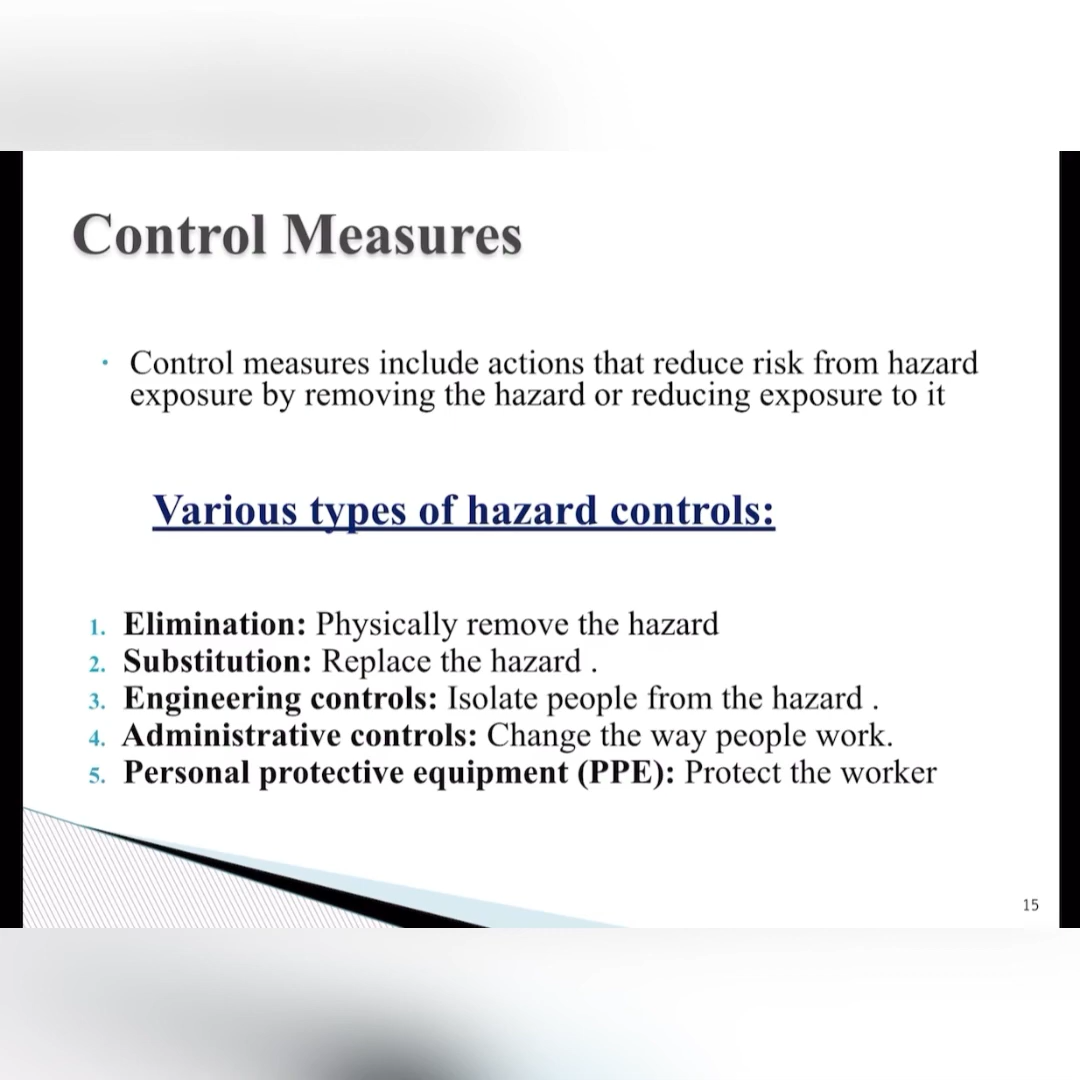 Control Measures
• Control measures include actions that reduce risk from hazard
exposure by removing the hazard or reducing exposure to it
Various types of hazard controls:
1. Elimination: Physically remove the hazard
2. Substitution: Replace the hazard .
3. Engineering controls: Isolate people from the hazard .
4. Administrative controls: Change the way people work.
5. Personal protective equipment (PPE): Protect the worker
15